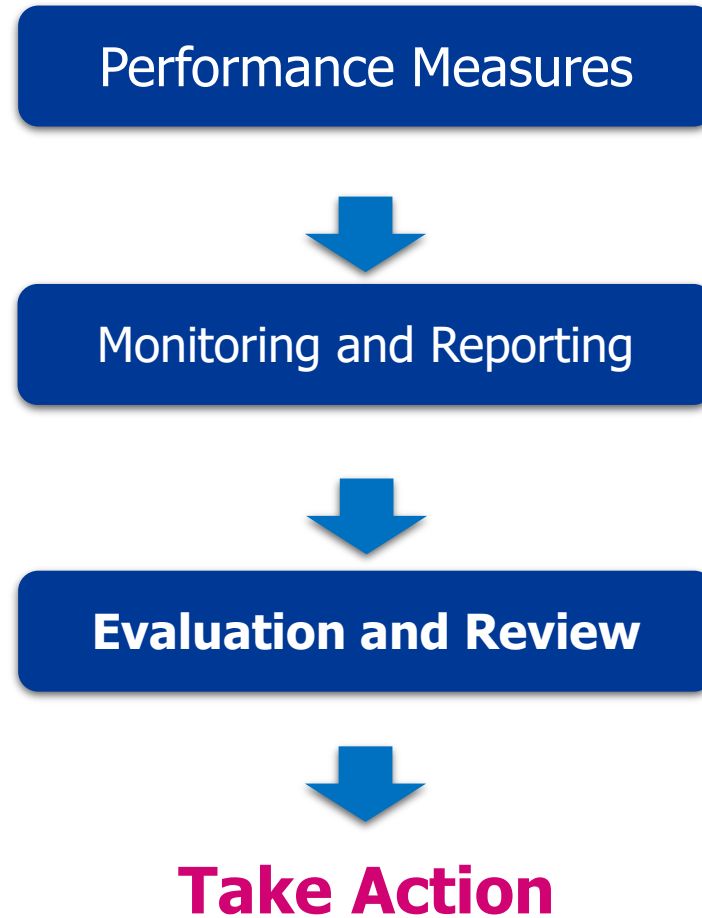 Performance Measures
Monitoring and Reporting
Evaluation and Review
Take Action